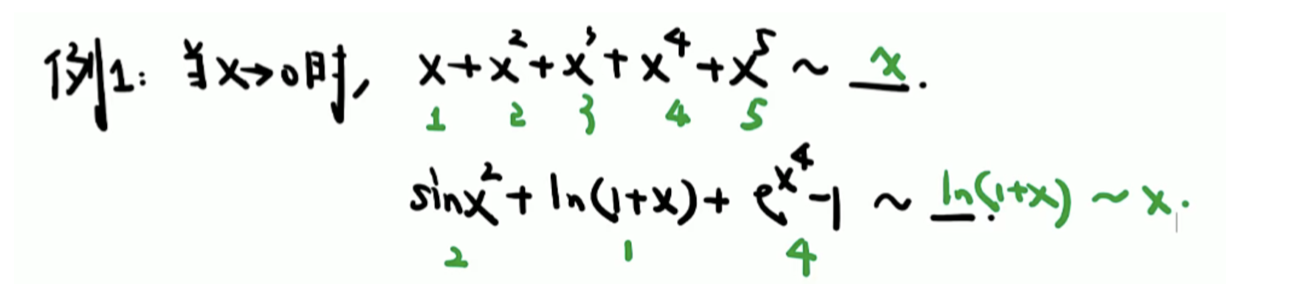 例1: 当x→0时, x+x²+x³+x⁴+x⁵ ~ x.
1 2 3 4 5
sinx²+ln(1+x)+e^{x⁴}-1 ~ ln(1+x) ~ x.
2 1 4